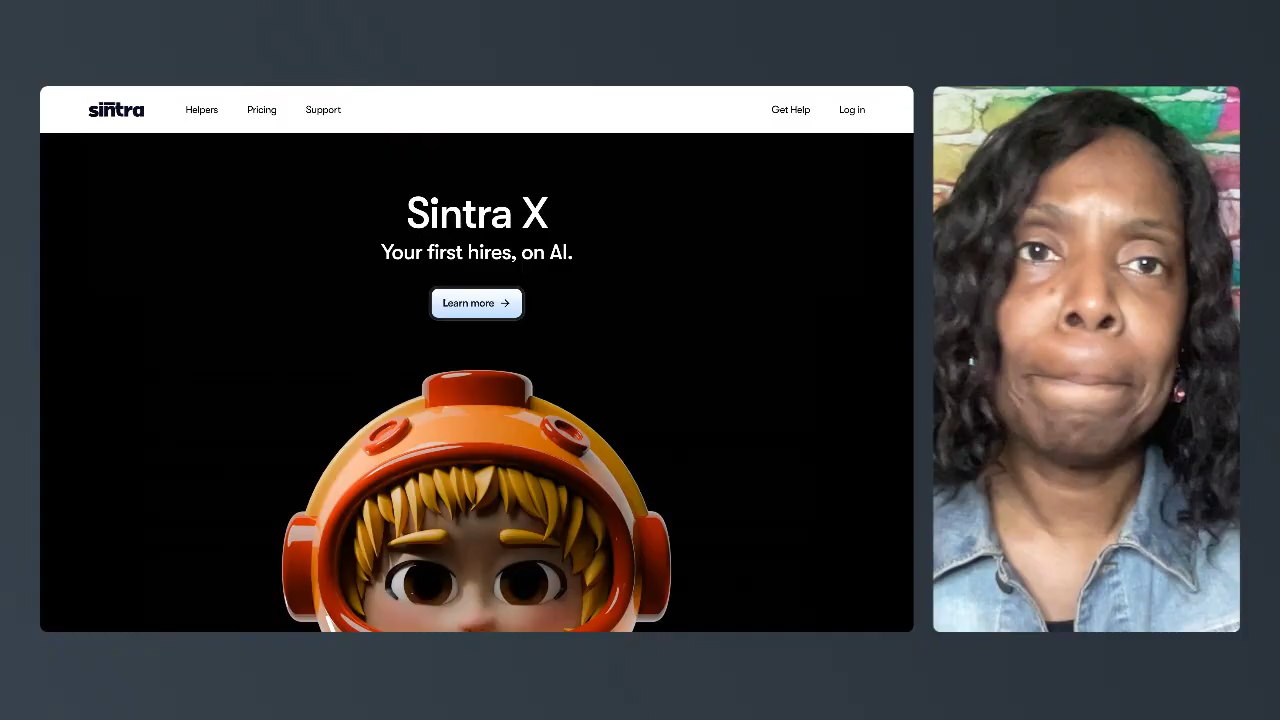 sintra Helpers Pricing Support Get Help Log in
Sintra X
Your first hires, on AI.
Learn more →